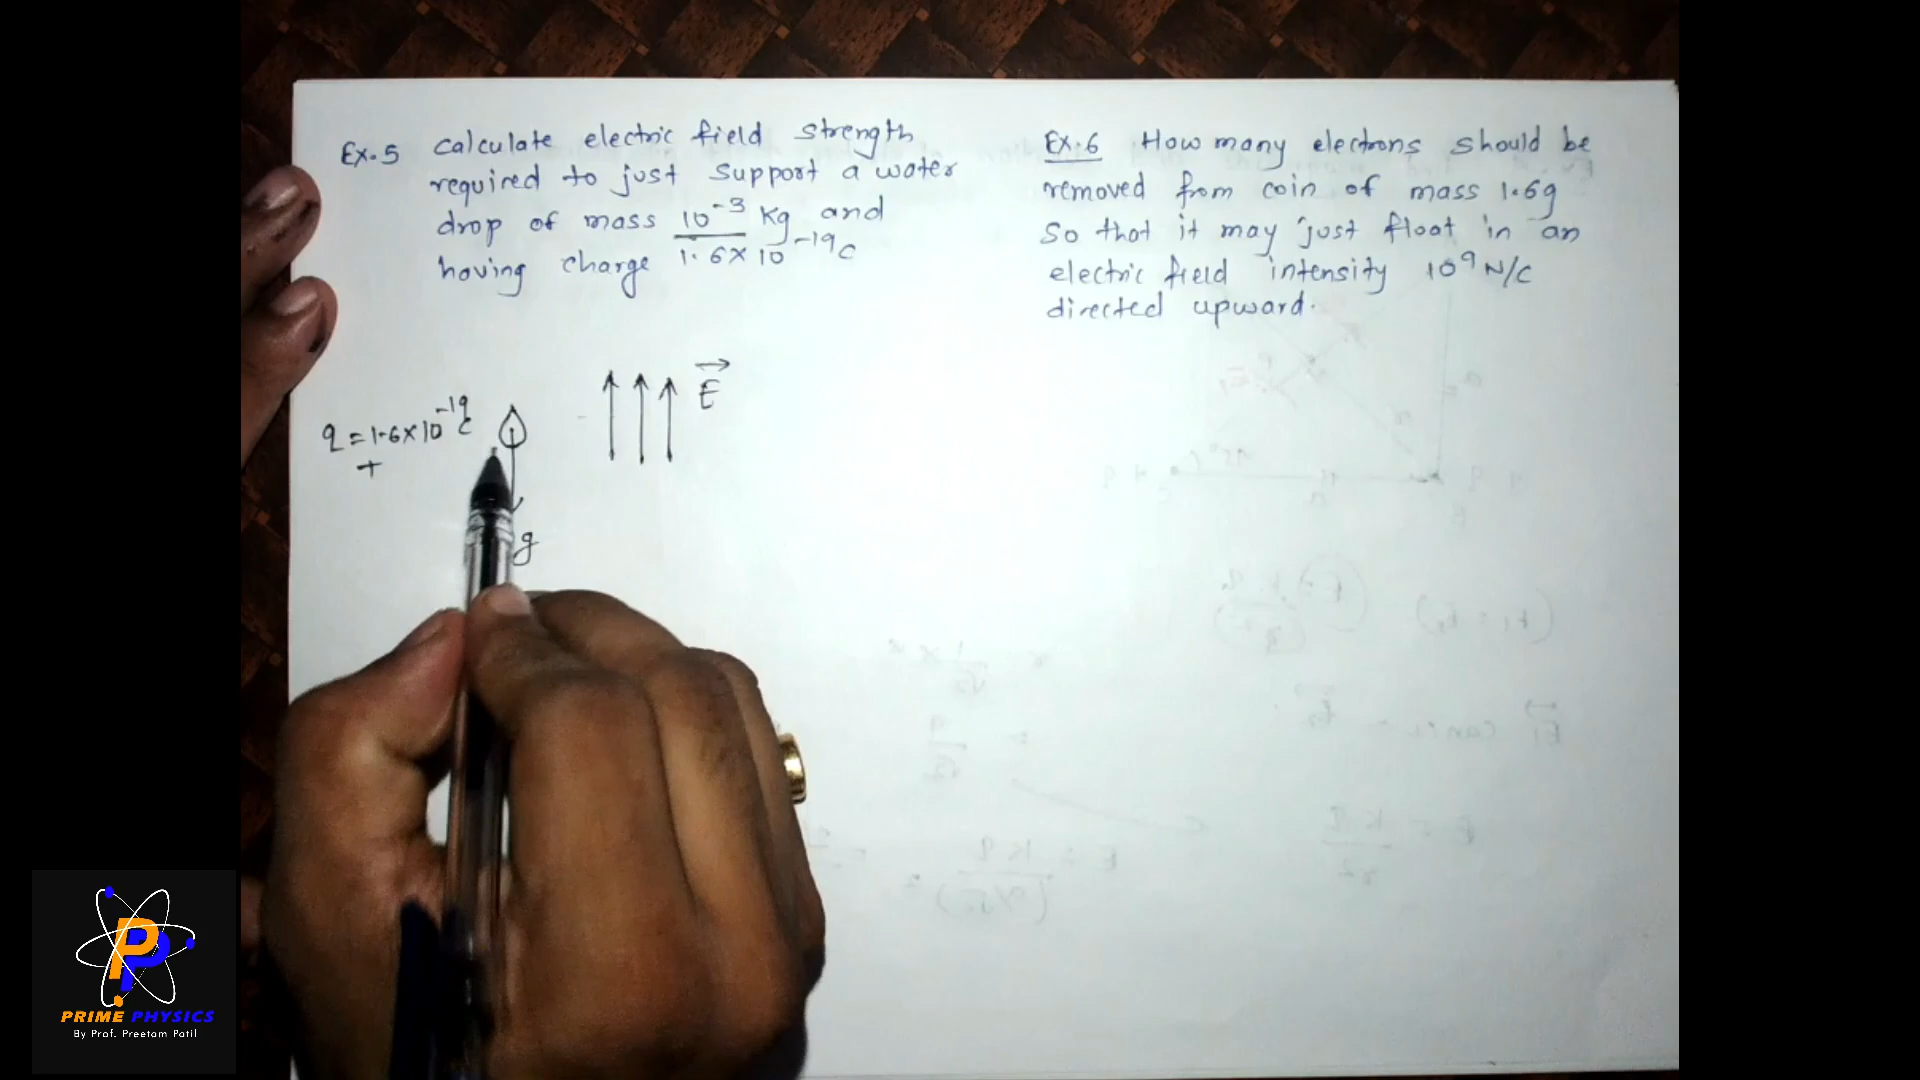 Ex.5 Calculate electric field strength
required to just support a water
drop of mass 10⁻³ kg and
having charge 1.6 × 10⁻¹⁹ C
q = 1.6 × 10⁻¹⁹ C
+
E
g
Ex.6 How many electrons should be
removed from coin of mass 1.6g
So that it may just float in an
electric field intensity 10⁹ N/C
directed upward.
PP
PRIME PHYSICS
By Prof. Preetam Patil